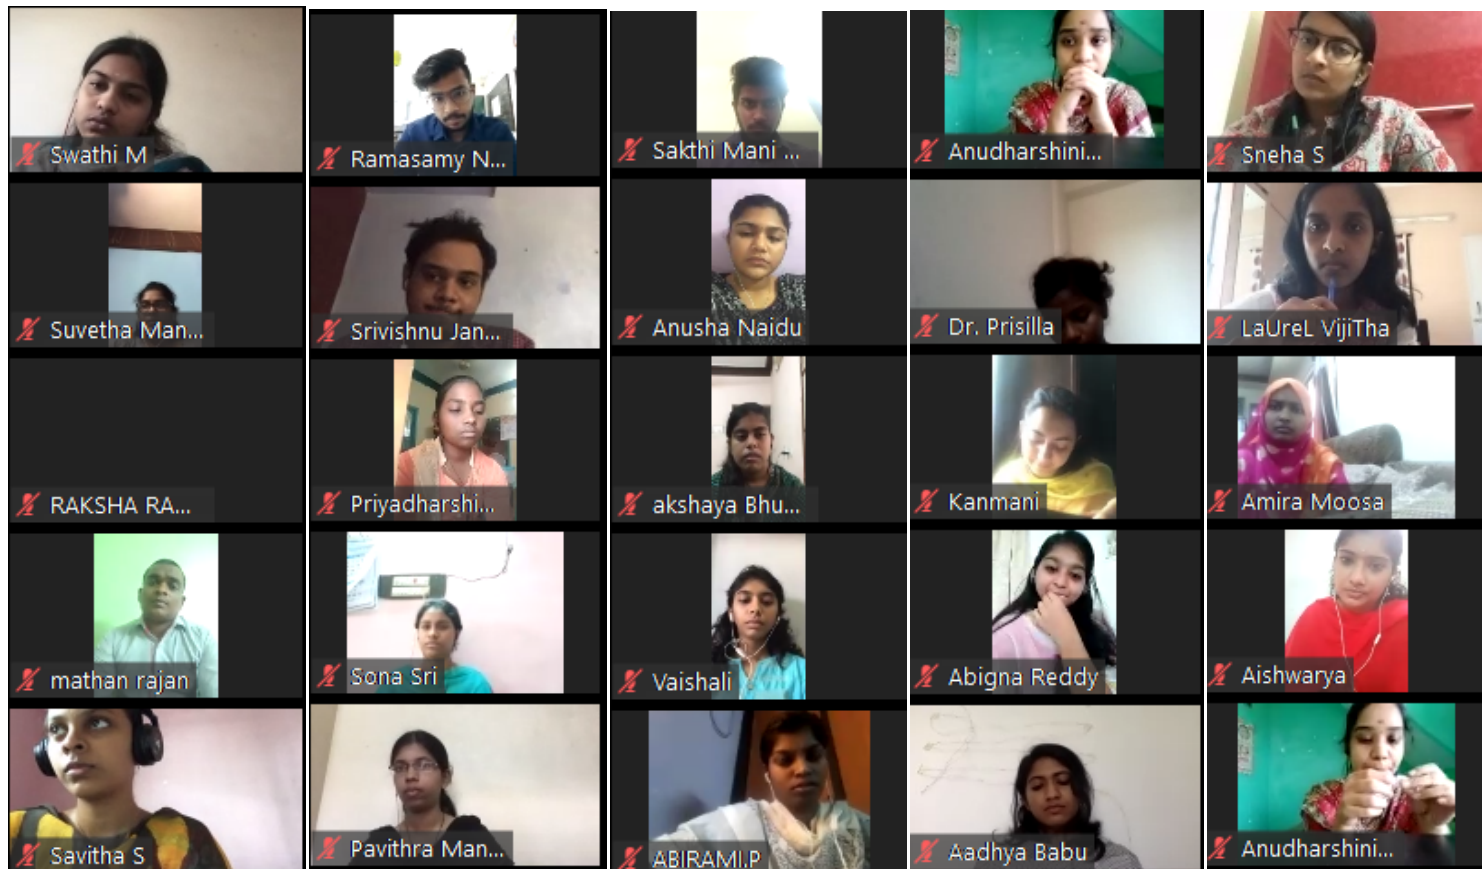 Swathi M
Ramasamy N...
Sakthi Mani ...
Anudharshini...
Sneha S
Suvetha Man...
Srivishnu Jan...
Anusha Naidu
Dr. Prisilla
LaUreL VijiTha
RAKSHA RA...
Priyadharshi...
akshaya Bhu...
Kanmani
Amira Moosa
mathan rajan
Sona Sri
Vaishali
Abigna Reddy
Aishwarya
Savitha S
Pavithra Man...
ABIRAMI.P
Aadhya Babu
Anudharshini...